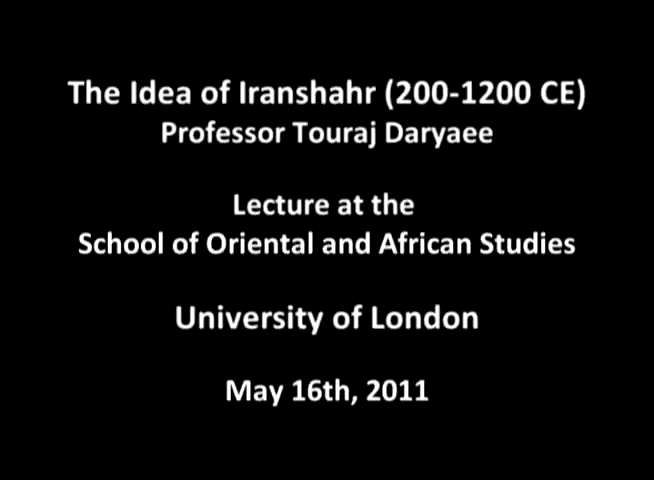 The Idea of Iranshahr (200-1200 CE)
Professor Touraj Daryaee
Lecture at the
School of Oriental and African Studies
University of London
May 16th, 2011